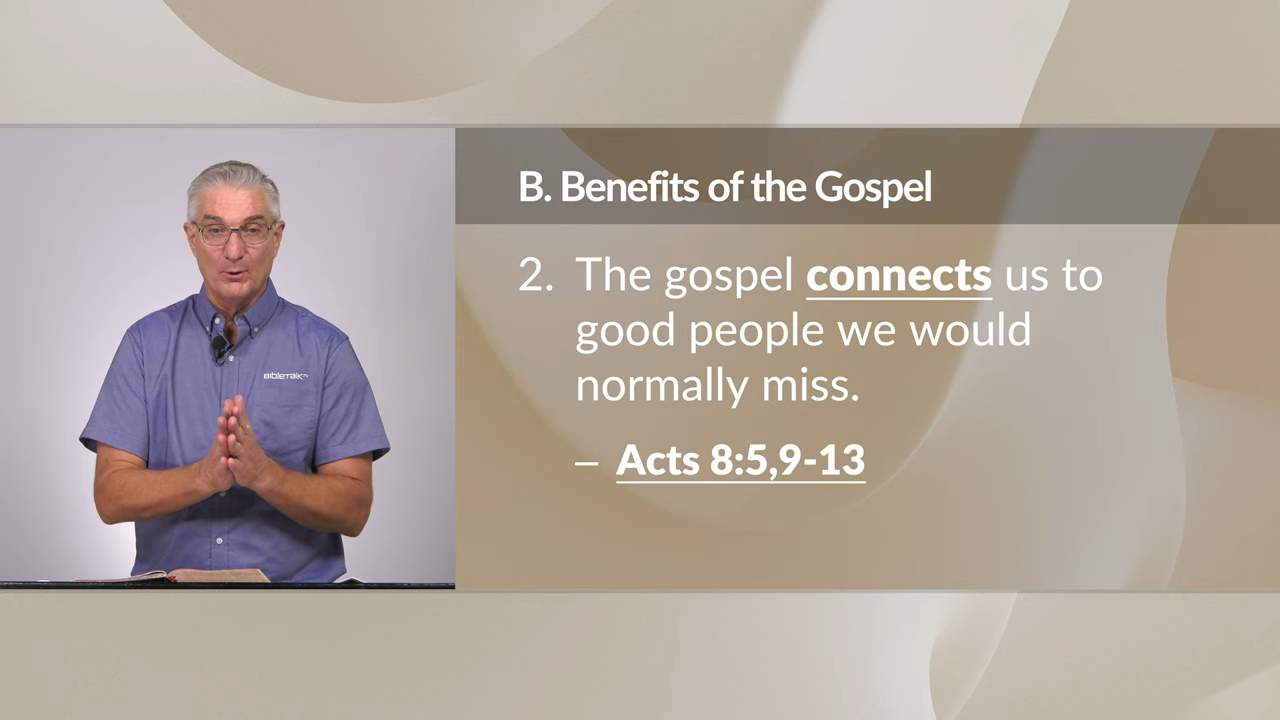 B. Benefits of the Gospel
2. The gospel connects us to
good people we would
normally miss.
– Acts 8:5,9-13
BibleTalk